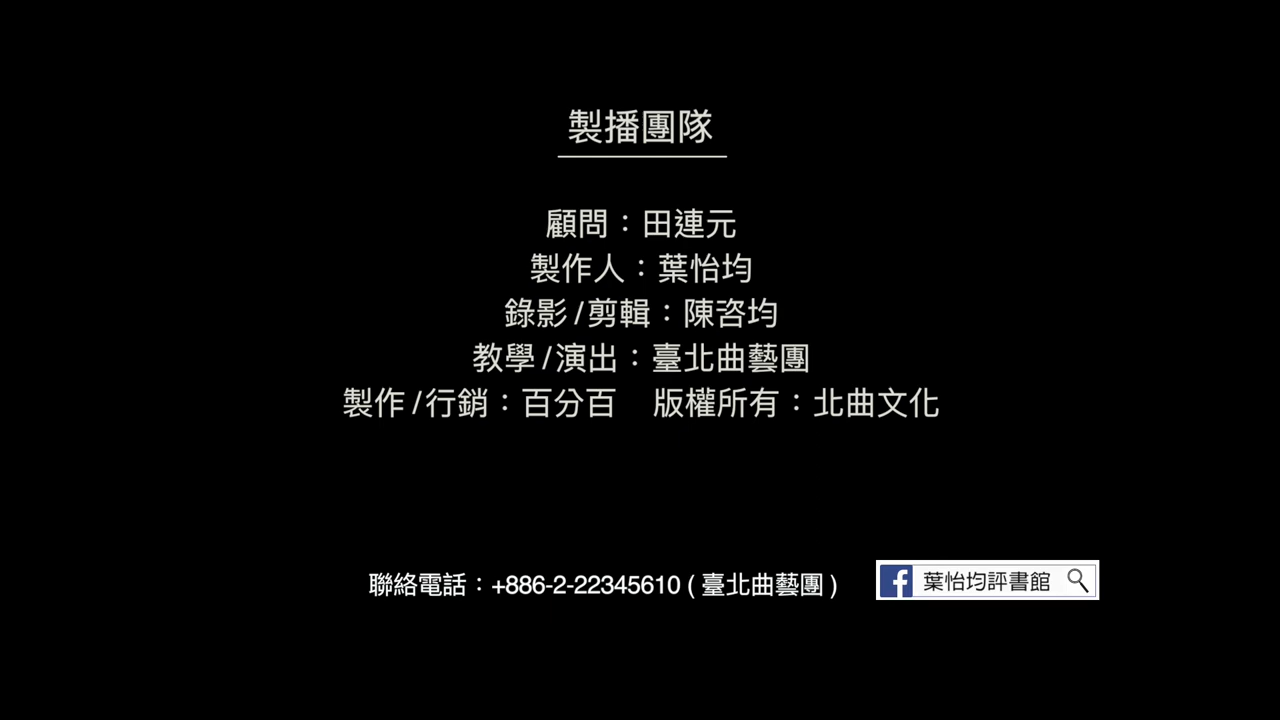 製播團隊
顧問：田連元
製作人：葉怡均
錄影/剪輯：陳咨均
教學/演出：臺北曲藝團
製作/行銷：百分百 版權所有：北曲文化
聯絡電話：+886-2-22345610 ( 臺北曲藝團 )
葉怡均評書館